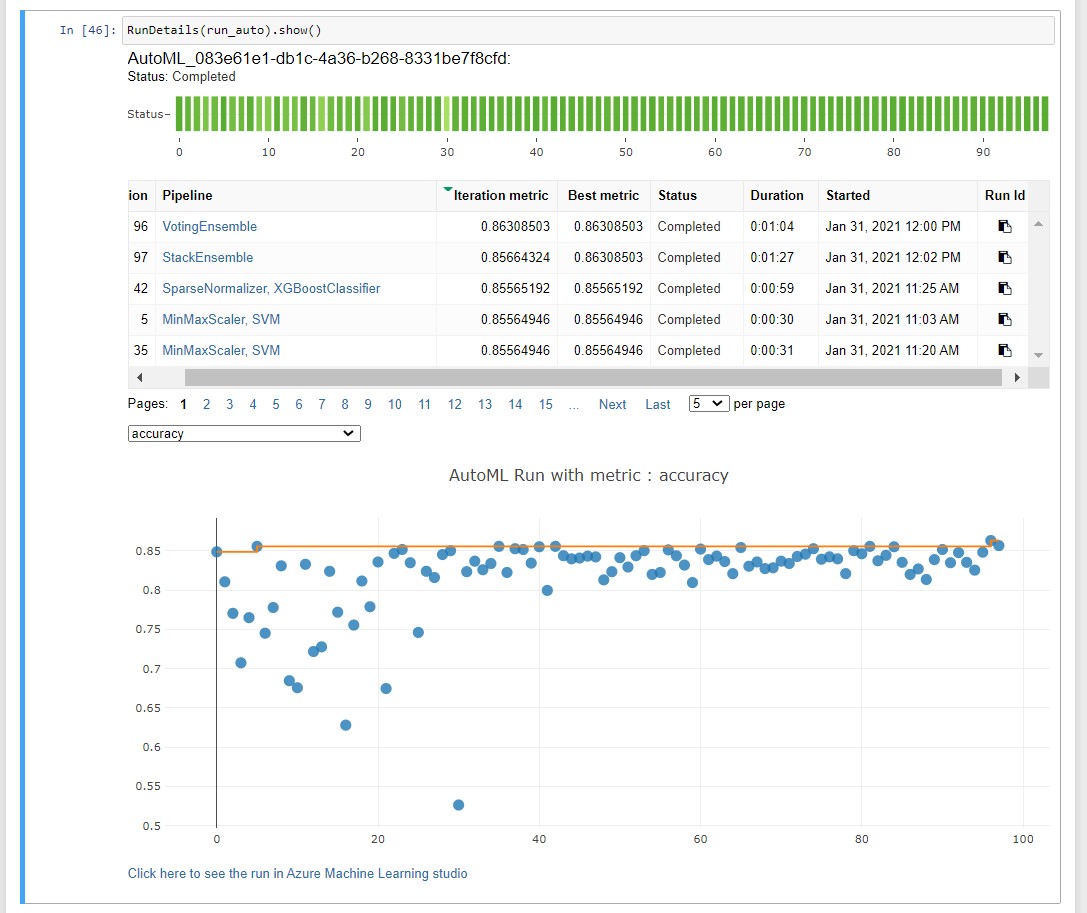 In [46]: RunDetails(run_auto).show()
AutoML_083e61e1-db1c-4a36-b268-8331be7f8cfd:
Status: Completed
Status
0 10 20 30 40 50 60 70 80 90
ion Pipeline Iteration metric Best metric Status Duration Started Run Id
96 VotingEnsemble 0.86308503 0.86308503 Completed 0:01:04 Jan 31, 2021 12:00 PM
97 StackEnsemble 0.85664324 0.86308503 Completed 0:01:27 Jan 31, 2021 12:02 PM
42 SparseNormalizer, XGBoostClassifier 0.85565192 0.85565192 Completed 0:00:59 Jan 31, 2021 11:25 AM
5 MinMaxScaler, SVM 0.85564946 0.85564946 Completed 0:00:30 Jan 31, 2021 11:03 AM
35 MinMaxScaler, SVM 0.85564946 0.85564946 Completed 0:00:31 Jan 31, 2021 11:20 AM
Pages: 1 2 3 4 5 6 7 8 9 10 11 12 13 14 15 ... Next Last 5 per page
accuracy
AutoML Run with metric : accuracy
0.85
0.8
0.75
0.7
0.65
0.6
0.55
0.5
0 20 40 60 80 100
Click here to see the run in Azure Machine Learning studio